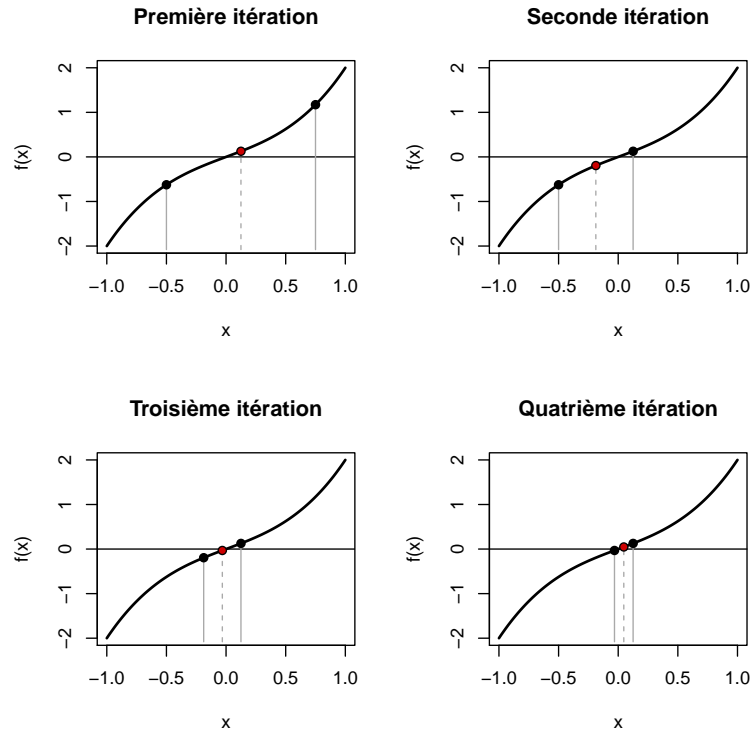 Première itération
2
1
0
−1
−2
f(x)
−1.0 −0.5 0.0 0.5 1.0
x
Seconde itération
2
1
0
−1
−2
f(x)
−1.0 −0.5 0.0 0.5 1.0
x
Troisième itération
2
1
0
−1
−2
f(x)
−1.0 −0.5 0.0 0.5 1.0
x
Quatrième itération
2
1
0
−1
−2
f(x)
−1.0 −0.5 0.0 0.5 1.0
x